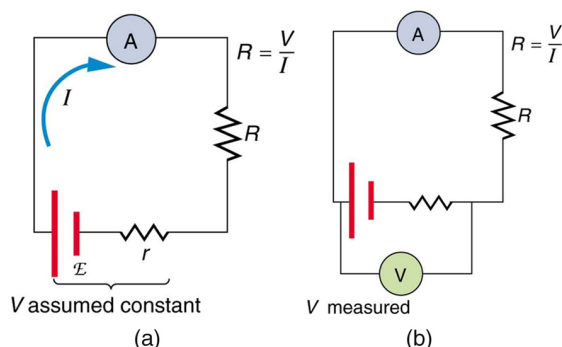 A
R = V/I
I
R
Ɛ
r
V assumed constant
(a)
A
R = V/I
R
V
V measured
(b)